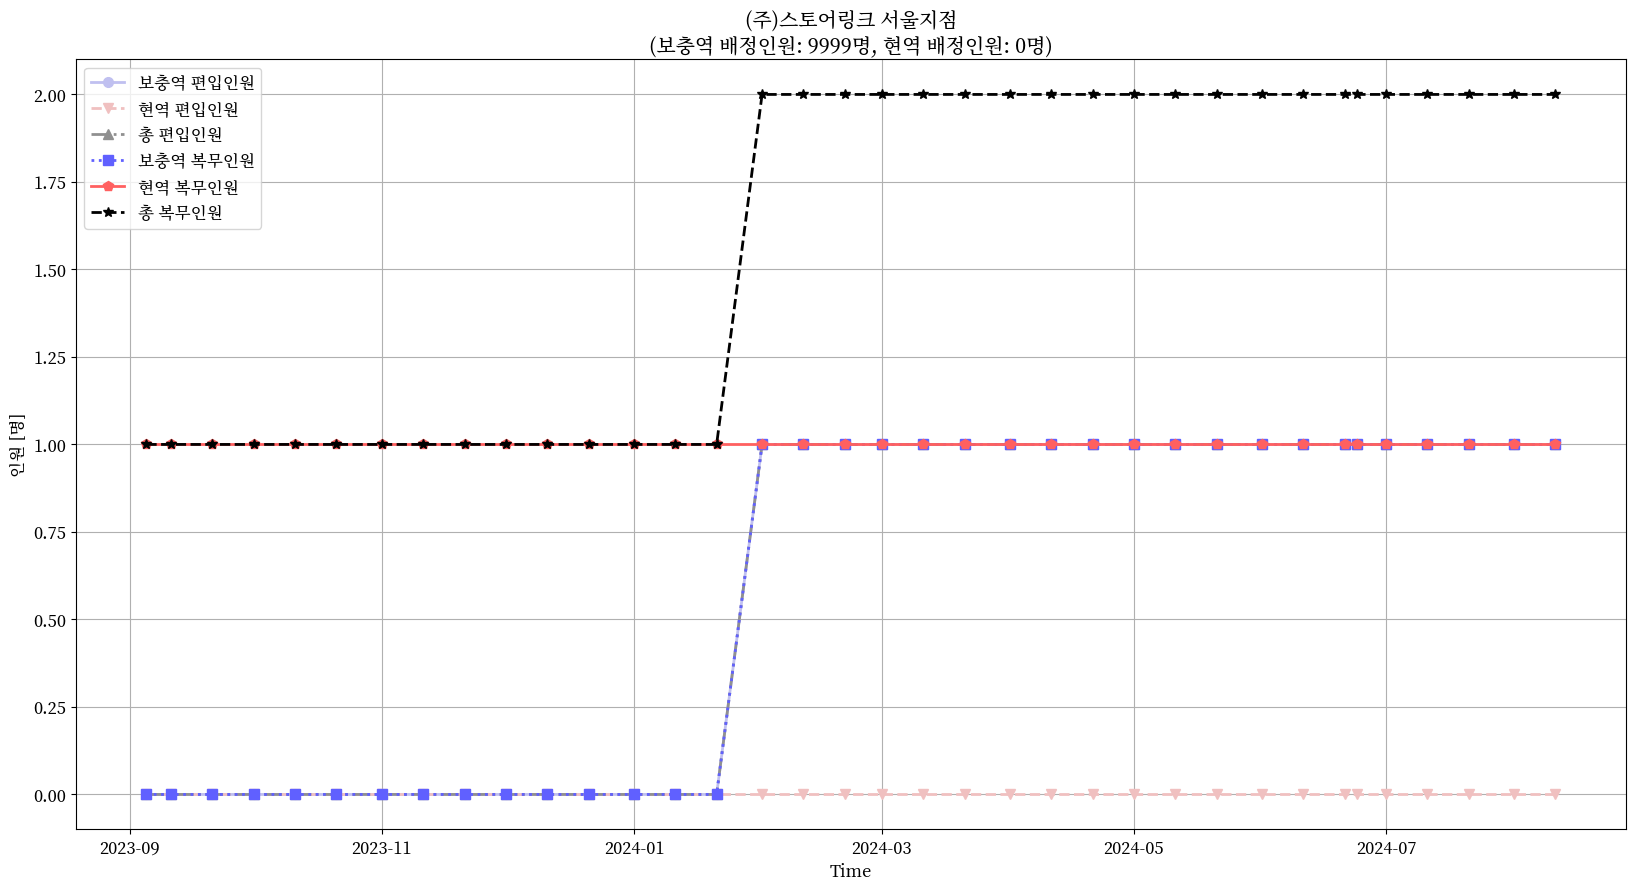 (주)스토어링크 서울지점
(보충역 배정인원: 9999명, 현역 배정인원: 0명)
보충역 편입인원
현역 편입인원
총 편입인원
보충역 복무인원
현역 복무인원
총 복무인원
인원 [명]
2.00
1.75
1.50
1.25
1.00
0.75
0.50
0.25
0.00
2023-09
2023-11
2024-01
2024-03
2024-05
2024-07
Time